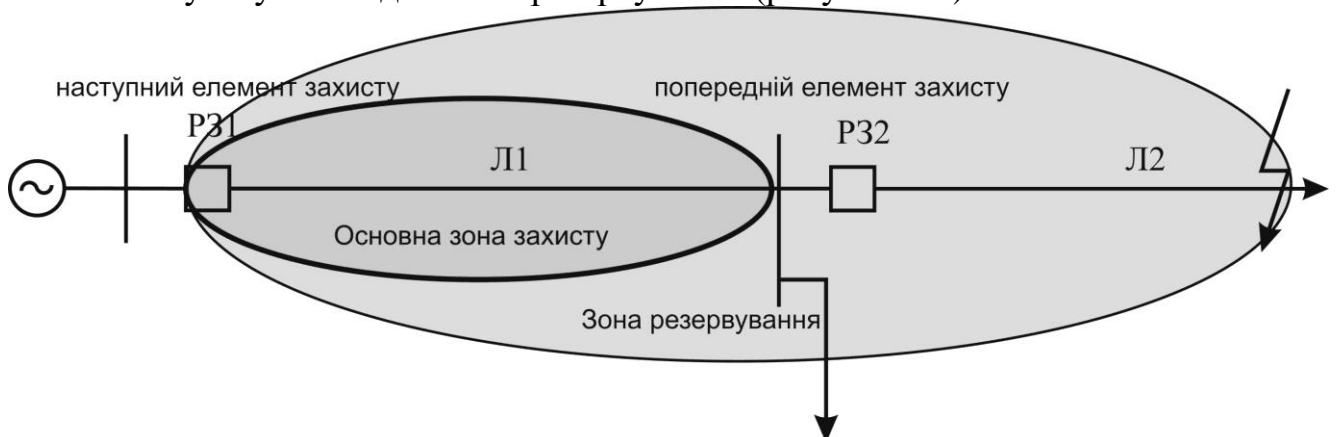 наступний елемент захисту
попередній елемент захисту
РЗ1
РЗ2
Л1
Л2
Основна зона захисту
Зона резервування